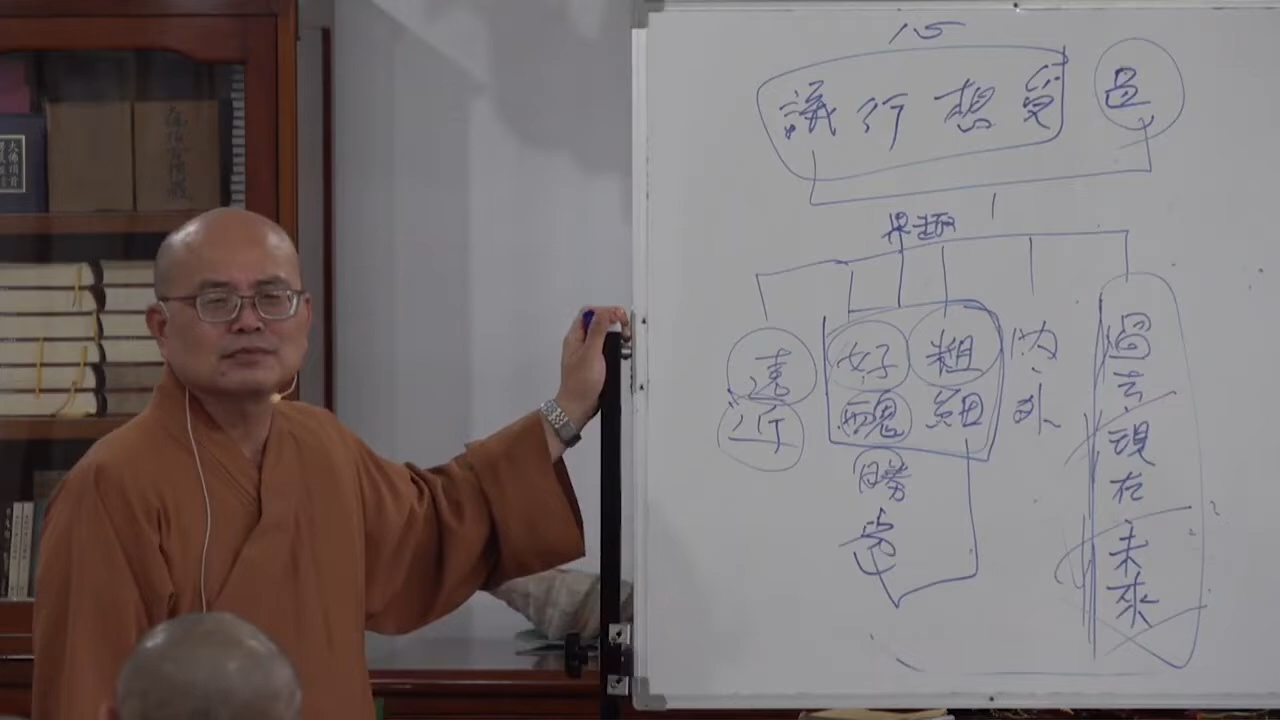 15
識 行 想 受 色
界趣
過去 現在 未來
內 外
粗 細
好 醜
勝 劣
遠 近